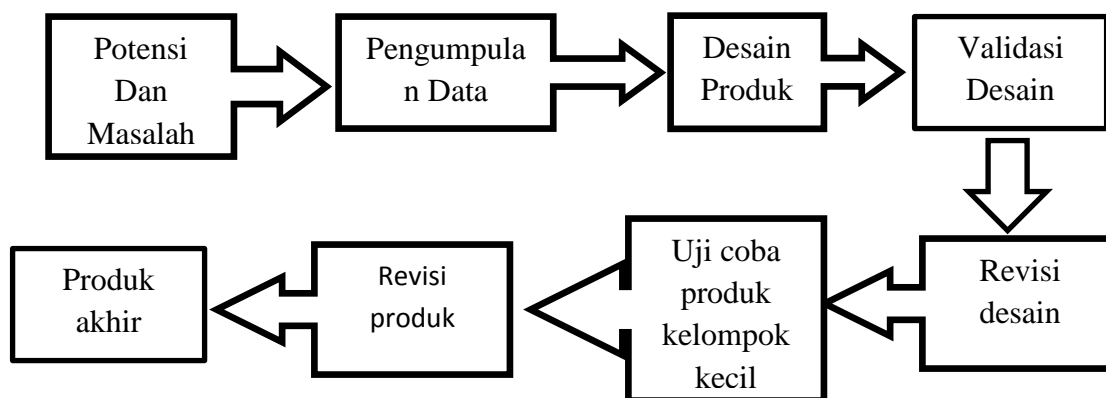 Potensi
Dan
Masalah
Pengumpula
n Data
Desain
Produk
Validasi
Desain
Revisi
desain
Uji coba
produk
kelompok
kecil
Revisi
produk
Produk
akhir